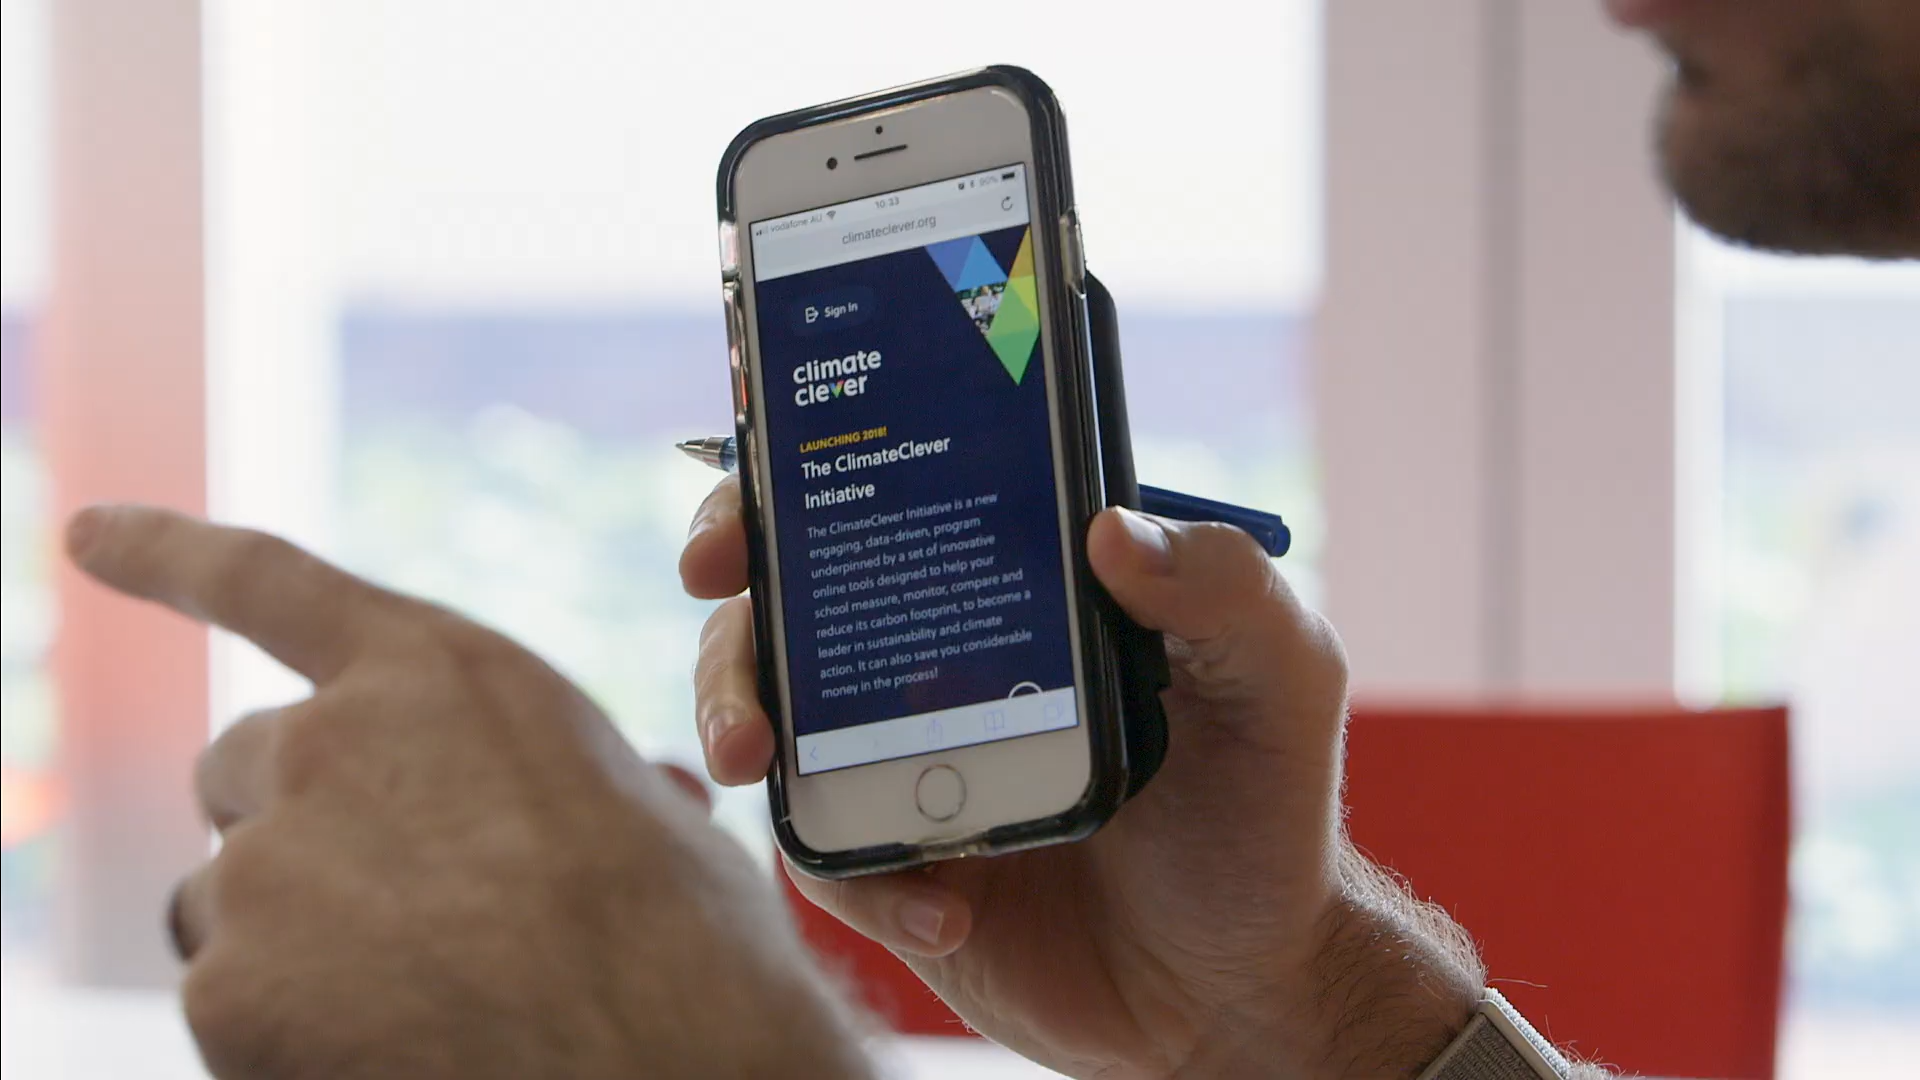 vodafone AU 10:33 90%
climateclever.org
Sign In
climate
clever
LAUNCHING 2018!
The ClimateClever
Initiative
The ClimateClever Initiative is a new
engaging, data-driven, program
underpinned by a set of innovative
online tools designed to help your
school measure, monitor, compare and
reduce its carbon footprint, to become a
leader in sustainability and climate
action. It can also save you considerable
money in the process!